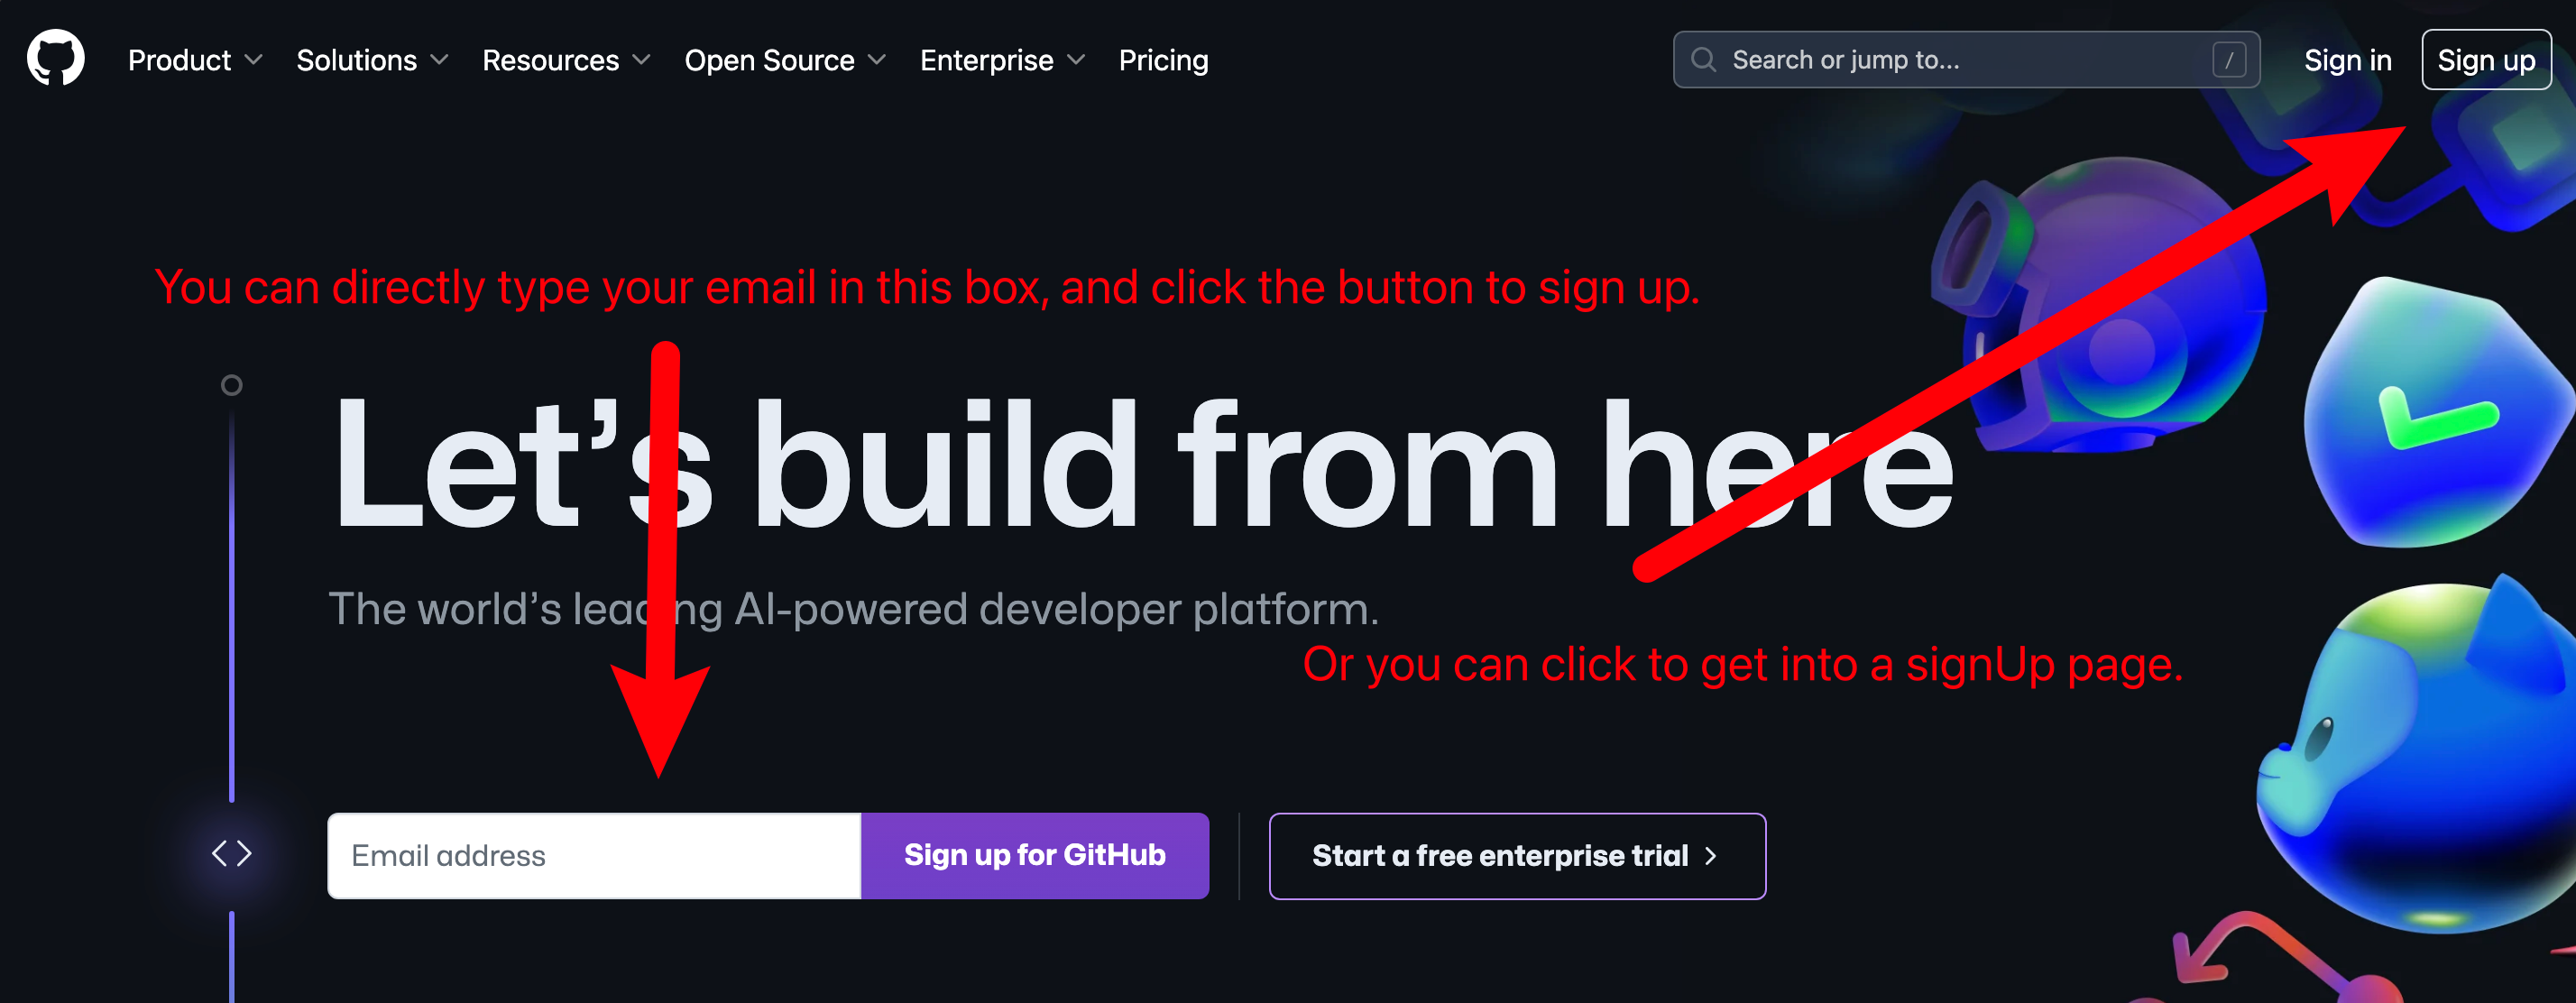 Product Solutions Resources Open Source Enterprise Pricing Search or jump to... / Sign in Sign up
You can directly type your email in this box, and click the button to sign up.
Let's build from here
The world's leading AI-powered developer platform.
Or you can click to get into a signUp page.
Email address Sign up for GitHub Start a free enterprise trial